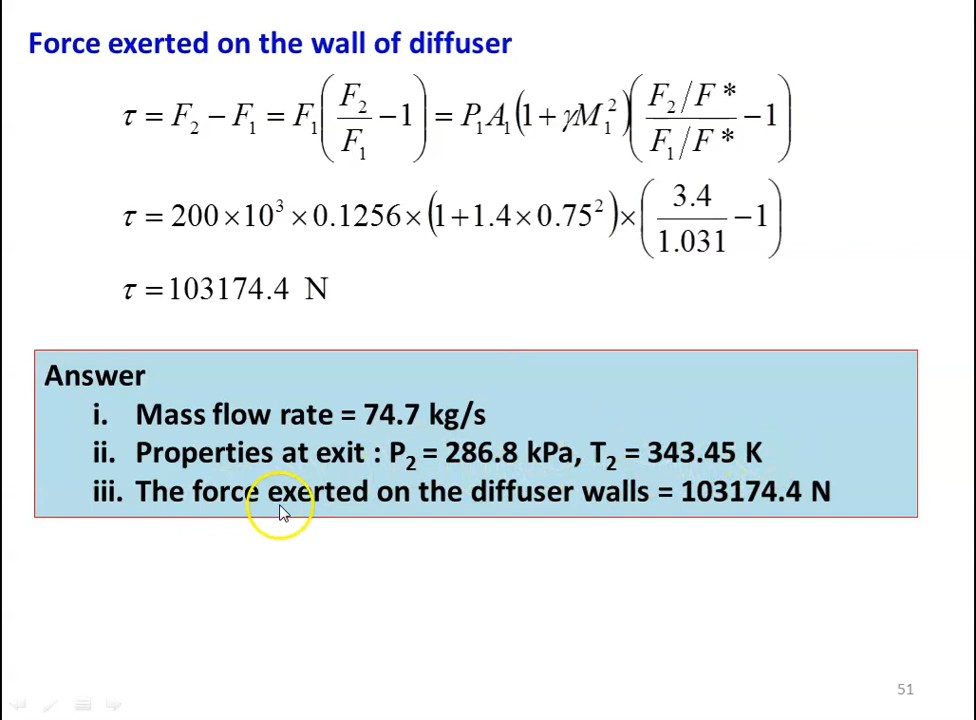 Force exerted on the wall of diffuser
τ = F₂ − F₁ = F₁(F₂/F₁ − 1) = P₁A₁(1 + γM₁²)((F₂/F*)/(F₁/F*) − 1)
τ = 200 × 10³ × 0.1256 × (1 + 1.4 × 0.75²) × (3.4/1.031 − 1)
τ = 103174.4 N
Answer
i. Mass flow rate = 74.7 kg/s
ii. Properties at exit : P₂ = 286.8 kPa, T₂ = 343.45 K
iii. The force exerted on the diffuser walls = 103174.4 N
51